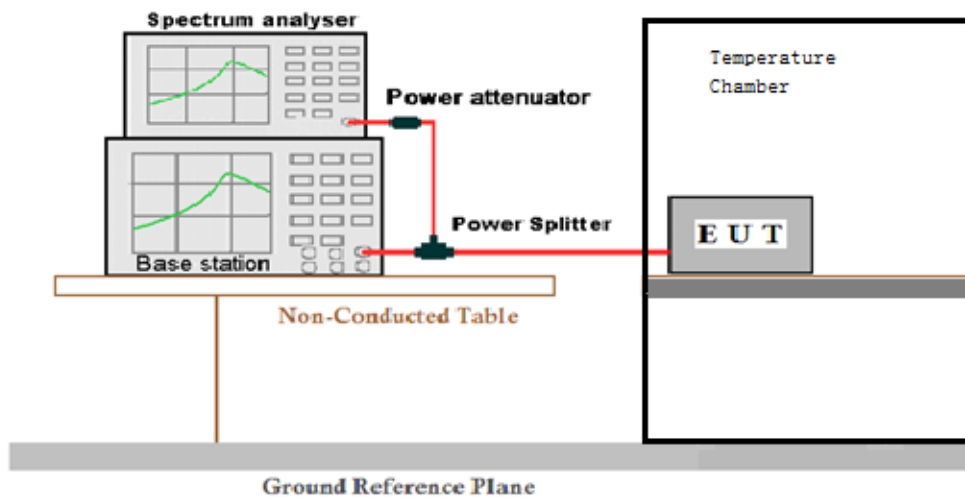 Spectrum analyser
Temperature
Chamber
Power attenuator
Power Splitter
E U T
Base station
Non-Conducted Table
Ground Reference Plane